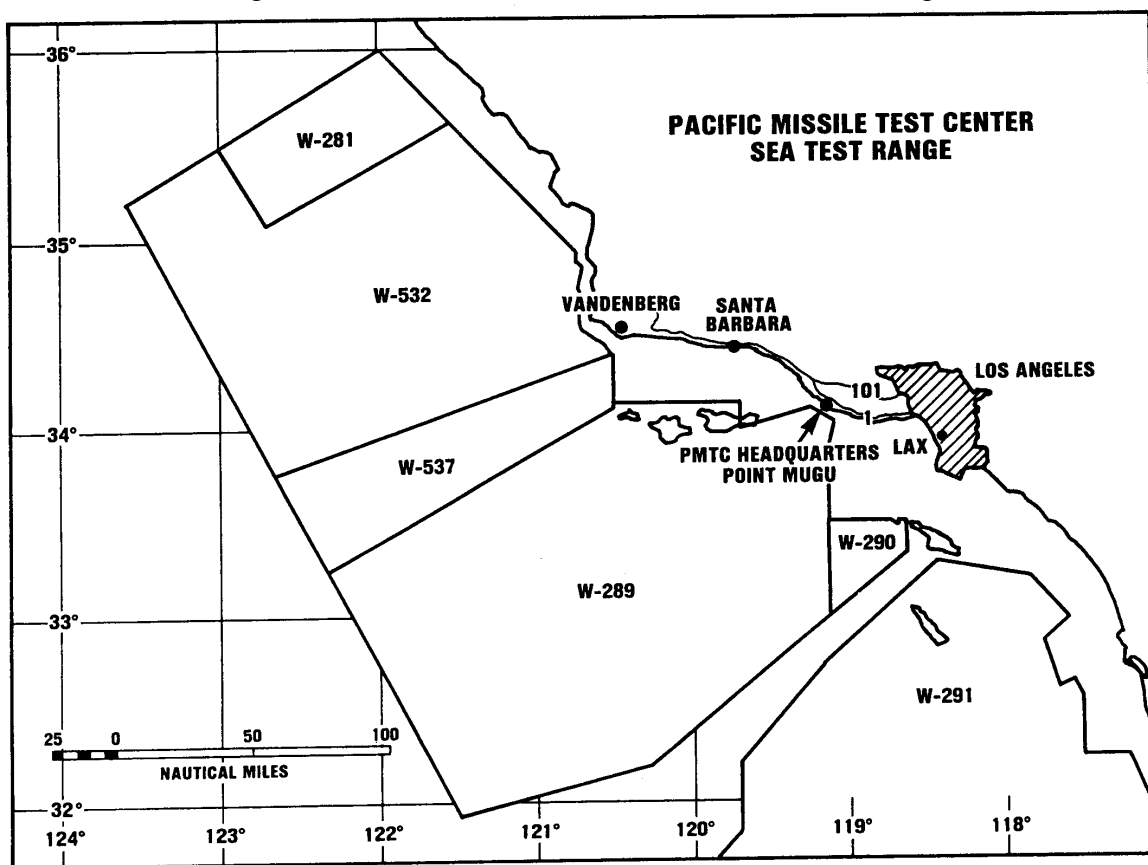 36°
W-281
PACIFIC MISSILE TEST CENTER
SEA TEST RANGE
35°
W-532
VANDENBERG
SANTA
BARBARA
LOS ANGELES
101
1
34°
W-537
PMTC HEADQUARTERS
POINT MUGU
LAX
W-290
W-289
33°
W-291
25 0 50 100
NAUTICAL MILES
32°
124° 123° 122° 121° 120° 119° 118°